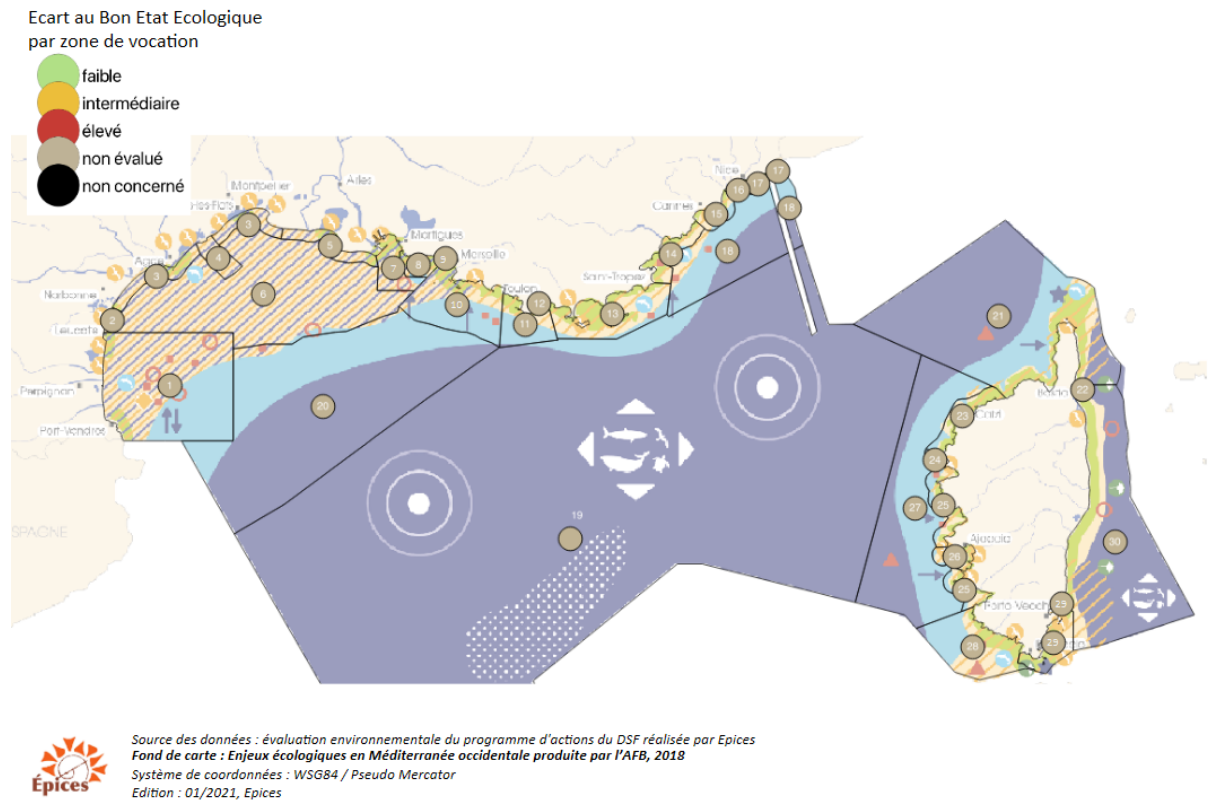 Ecart au Bon Etat Ecologique
par zone de vocation
faible
intermédiaire
élevé
non évalué
non concerné
Montpellier
Arles
Nice
17
16
17
Cannes
15
18
3
5
4
Martigues
Marseille
14
18
Agde
3
7
8
9
Saint-Tropez
Narbonne
6
10
Toulon
12
11
13
2
Leucate
21
Perpignan
1
20
Bastia
22
Port-Vendres
23
Calvi
24
27
25
19
Ajaccio
26
30
ESPAGNE
25
Porto Vecchio
29
28
29
Source des données : évaluation environnementale du programme d'actions du DSF réalisée par Epices
Fond de carte : Enjeux écologiques en Méditerranée occidentale produite par l'AFB, 2018
Système de coordonnées : WSG84 / Pseudo Mercator
Edition : 01/2021, Epices
Épices